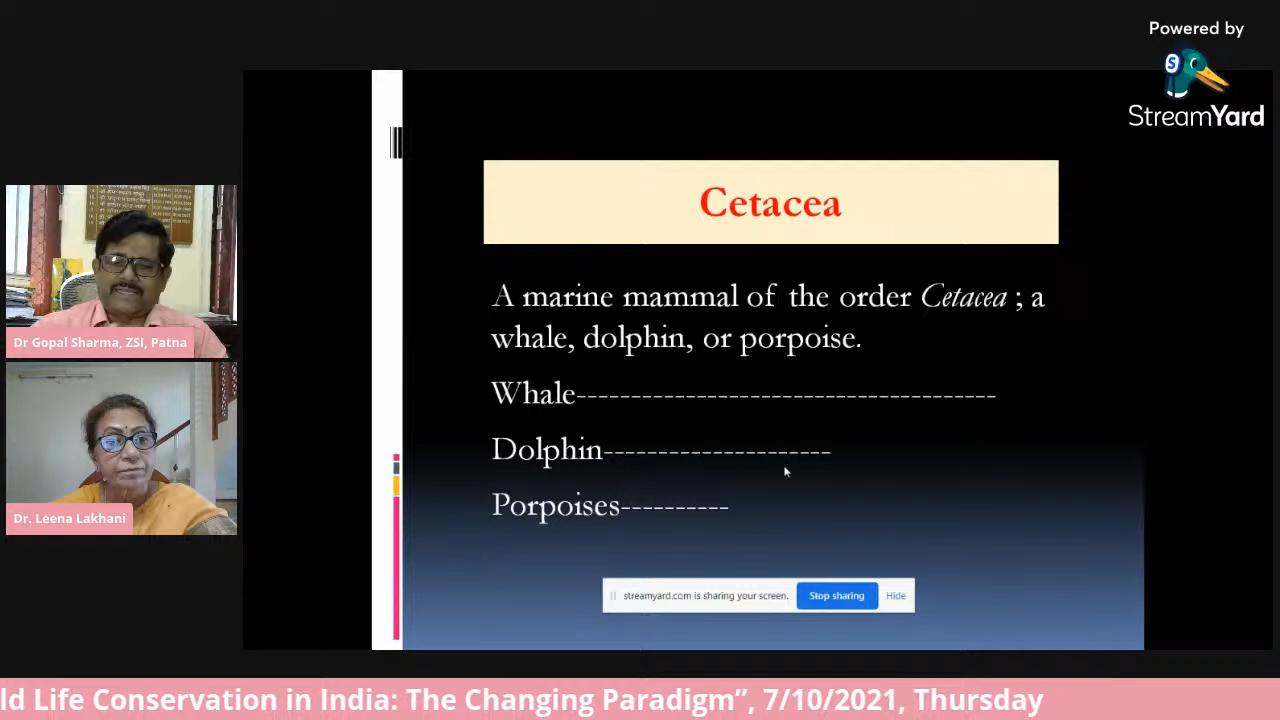 Powered by
StreamYard
Cetacea
A marine mammal of the order Cetacea ; a
whale, dolphin, or porpoise.
Whale---------------------------------------
Dolphin---------------------
Porpoises----------
Dr Gopal Sharma, ZSI, Patna
Dr. Leena Lakhani
streamyard.com is sharing your screen. Stop sharing Hide
ld Life Conservation in India: The Changing Paradigm”, 7/10/2021, Thursday